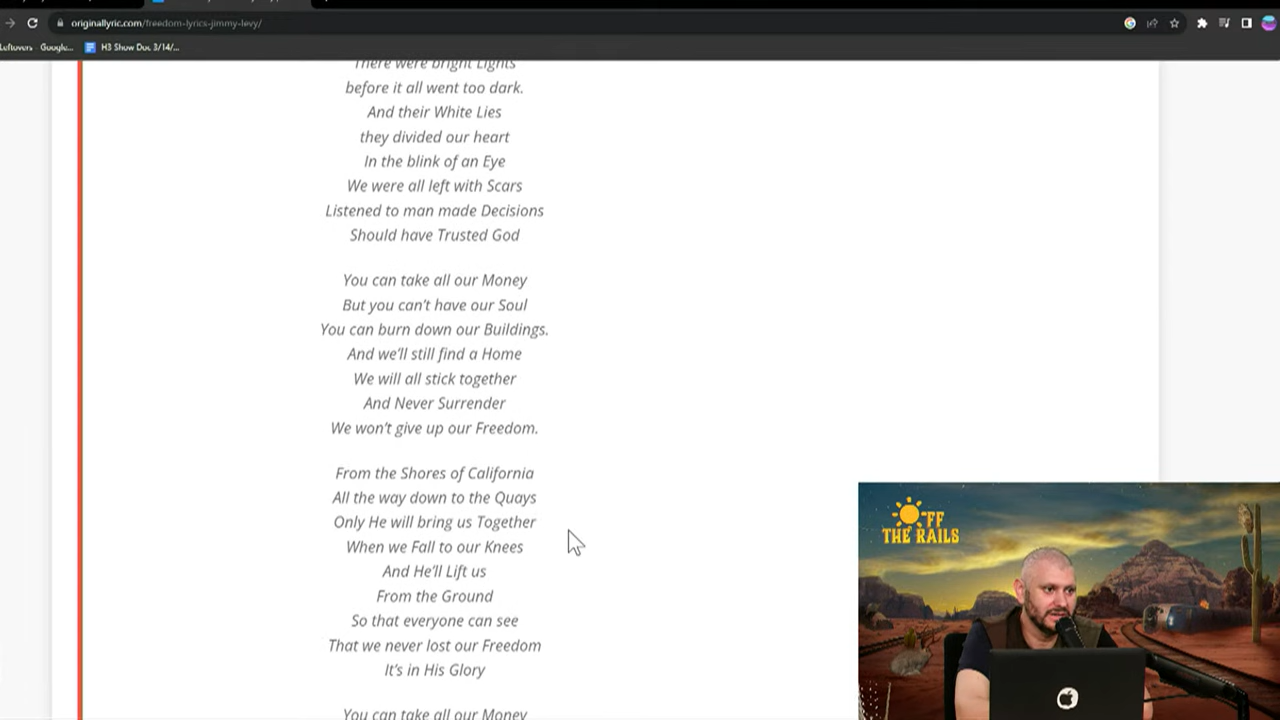 originallyric.com/freedom-lyrics-jimmy-levy/
Leftovers - Google...
H3 Show Doc 3/14/...
There were bright Lights
before it all went too dark.
And their White Lies
they divided our heart
In the blink of an Eye
We were all left with Scars
Listened to man made Decisions
Should have Trusted God
You can take all our Money
But you can't have our Soul
You can burn down our Buildings.
And we'll still find a Home
We will all stick together
And Never Surrender
We won't give up our Freedom.
From the Shores of California
All the way down to the Quays
Only He will bring us Together
When we Fall to our Knees
And He'll Lift us
From the Ground
So that everyone can see
That we never lost our Freedom
It's in His Glory
You can take all our Money
OFF
THE RAILS